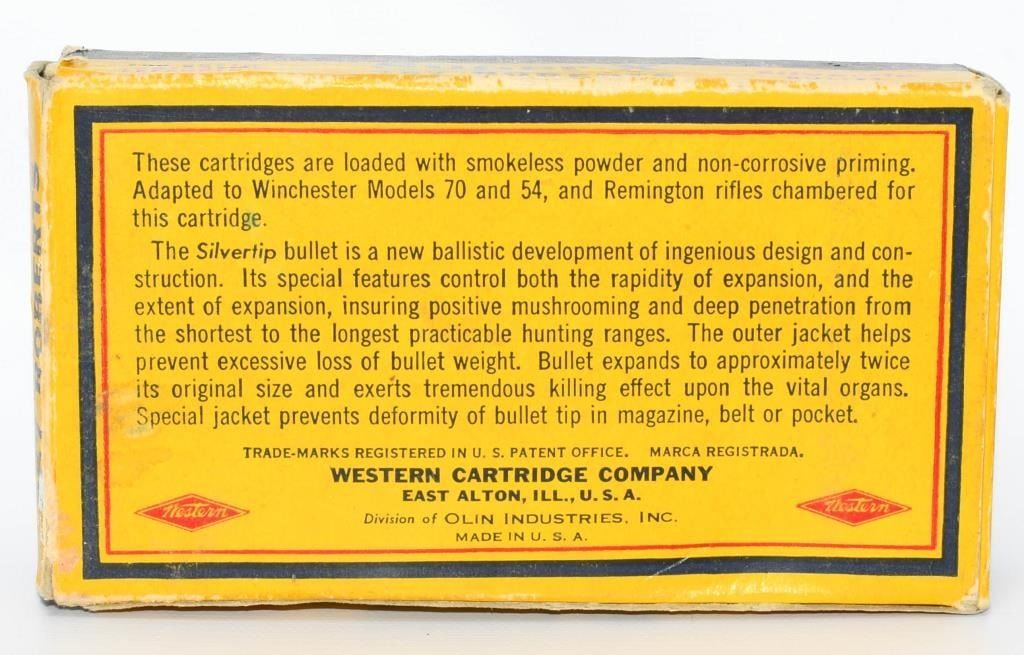 These cartridges are loaded with smokeless powder and non-corrosive priming.
Adapted to Winchester Models 70 and 54, and Remington rifles chambered for
this cartridge.
The Silvertip bullet is a new ballistic development of ingenious design and con-
struction. Its special features control both the rapidity of expansion, and the
extent of expansion, insuring positive mushrooming and deep penetration from
the shortest to the longest practicable hunting ranges. The outer jacket helps
prevent excessive loss of bullet weight. Bullet expands to approximately twice
its original size and exerts tremendous killing effect upon the vital organs.
Special jacket prevents deformity of bullet tip in magazine, belt or pocket.
TRADE-MARKS REGISTERED IN U. S. PATENT OFFICE. MARCA REGISTRADA.
WESTERN CARTRIDGE COMPANY
EAST ALTON, ILL., U. S. A.
Western
Western
Division of OLIN INDUSTRIES, INC.
MADE IN U. S. A.
ROBERTS